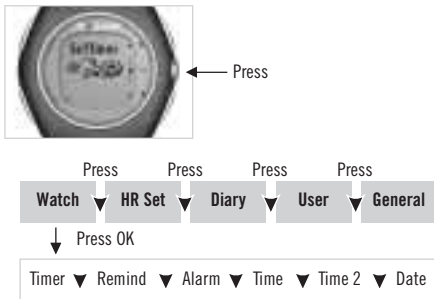 Settings
Press
Press Press Press Press
Watch HR Set Diary User General
Press OK
Timer Remind Alarm Time Time 2 Date